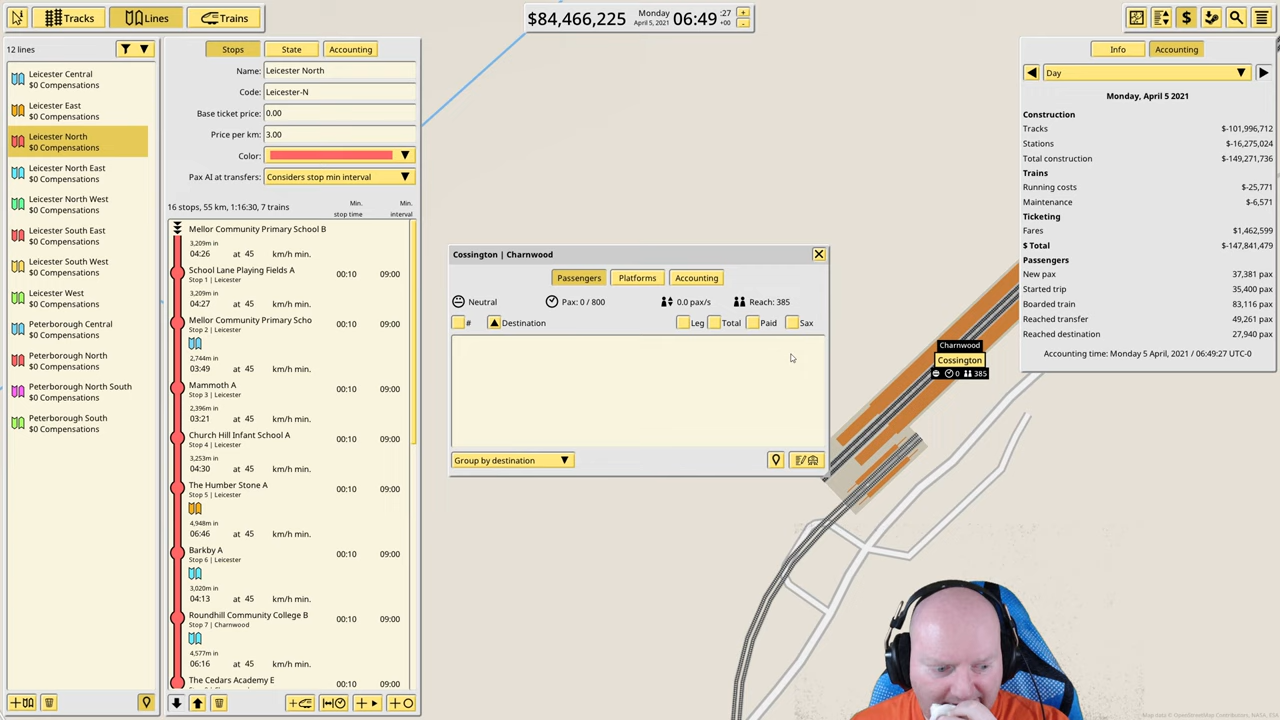 Tracks
Lines
Trains
$84,466,225
Monday
April 5, 2021
06:49
:27
+00
+
-
12 lines
Leicester Central
$0 Compensations
Leicester East
$0 Compensations
Leicester North
$0 Compensations
Leicester North East
$0 Compensations
Leicester North West
$0 Compensations
Leicester South East
$0 Compensations
Leicester South West
$0 Compensations
Leicester West
$0 Compensations
Peterborough Central
$0 Compensations
Peterborough North
$0 Compensations
Peterborough North South
$0 Compensations
Peterborough South
$0 Compensations
Stops
State
Accounting
Name: Leicester North
Code: Leicester-N
Base ticket price: 0.00
Price per km: 3.00
Color:
Pax AI at transfers: Considers stop min interval
16 stops, 55 km, 1:16:30, 7 trains
Min. stop time
Min. interval
Mellor Community Primary School B
3,209m in
04:26 at 45 km/h min.
School Lane Playing Fields A 00:10 09:00
Stop 1 | Leicester
3,209m in
04:27 at 45 km/h min.
Mellor Community Primary Scho 00:10 09:00
Stop 2 | Leicester
2,744m in
03:49 at 45 km/h min.
Mammoth A 00:10 09:00
Stop 3 | Leicester
2,396m in
03:21 at 45 km/h min.
Church Hill Infant School A 00:10 09:00
Stop 4 | Leicester
3,253m in
04:30 at 45 km/h min.
The Humber Stone A 00:10 09:00
Stop 5 | Leicester
4,948m in
06:46 at 45 km/h min.
Barkby A 00:10 09:00
Stop 6 | Leicester
3,020m in
04:13 at 45 km/h min.
Roundhill Community College B 00:10 09:00
Stop 7 | Charnwood
4,577m in
06:16 at 45 km/h min.
The Cedars Academy E 00:10 09:00
Cossington | Charnwood
Passengers
Platforms
Accounting
Neutral
Pax: 0 / 800
0.0 pax/s
Reach: 385
# Destination Leg Total Paid Sax
Group by destination
Charnwood
Cossington
0 385
Info
Accounting
Day
Monday, April 5 2021
Construction
Tracks $-101,996,712
Stations $-16,275,024
Total construction $-149,271,736
Trains
Running costs $-25,771
Maintenance $-6,571
Ticketing
Fares $1,462,599
$ Total $-147,841,479
Passengers
New pax 37,381 pax
Started trip 35,400 pax
Boarded train 83,116 pax
Reached transfer 49,261 pax
Reached destination 27,940 pax
Accounting time: Monday 5 April, 2021 / 06:49:27 UTC-0
Map data © OpenStreetMap Contributors, NASA, ESA